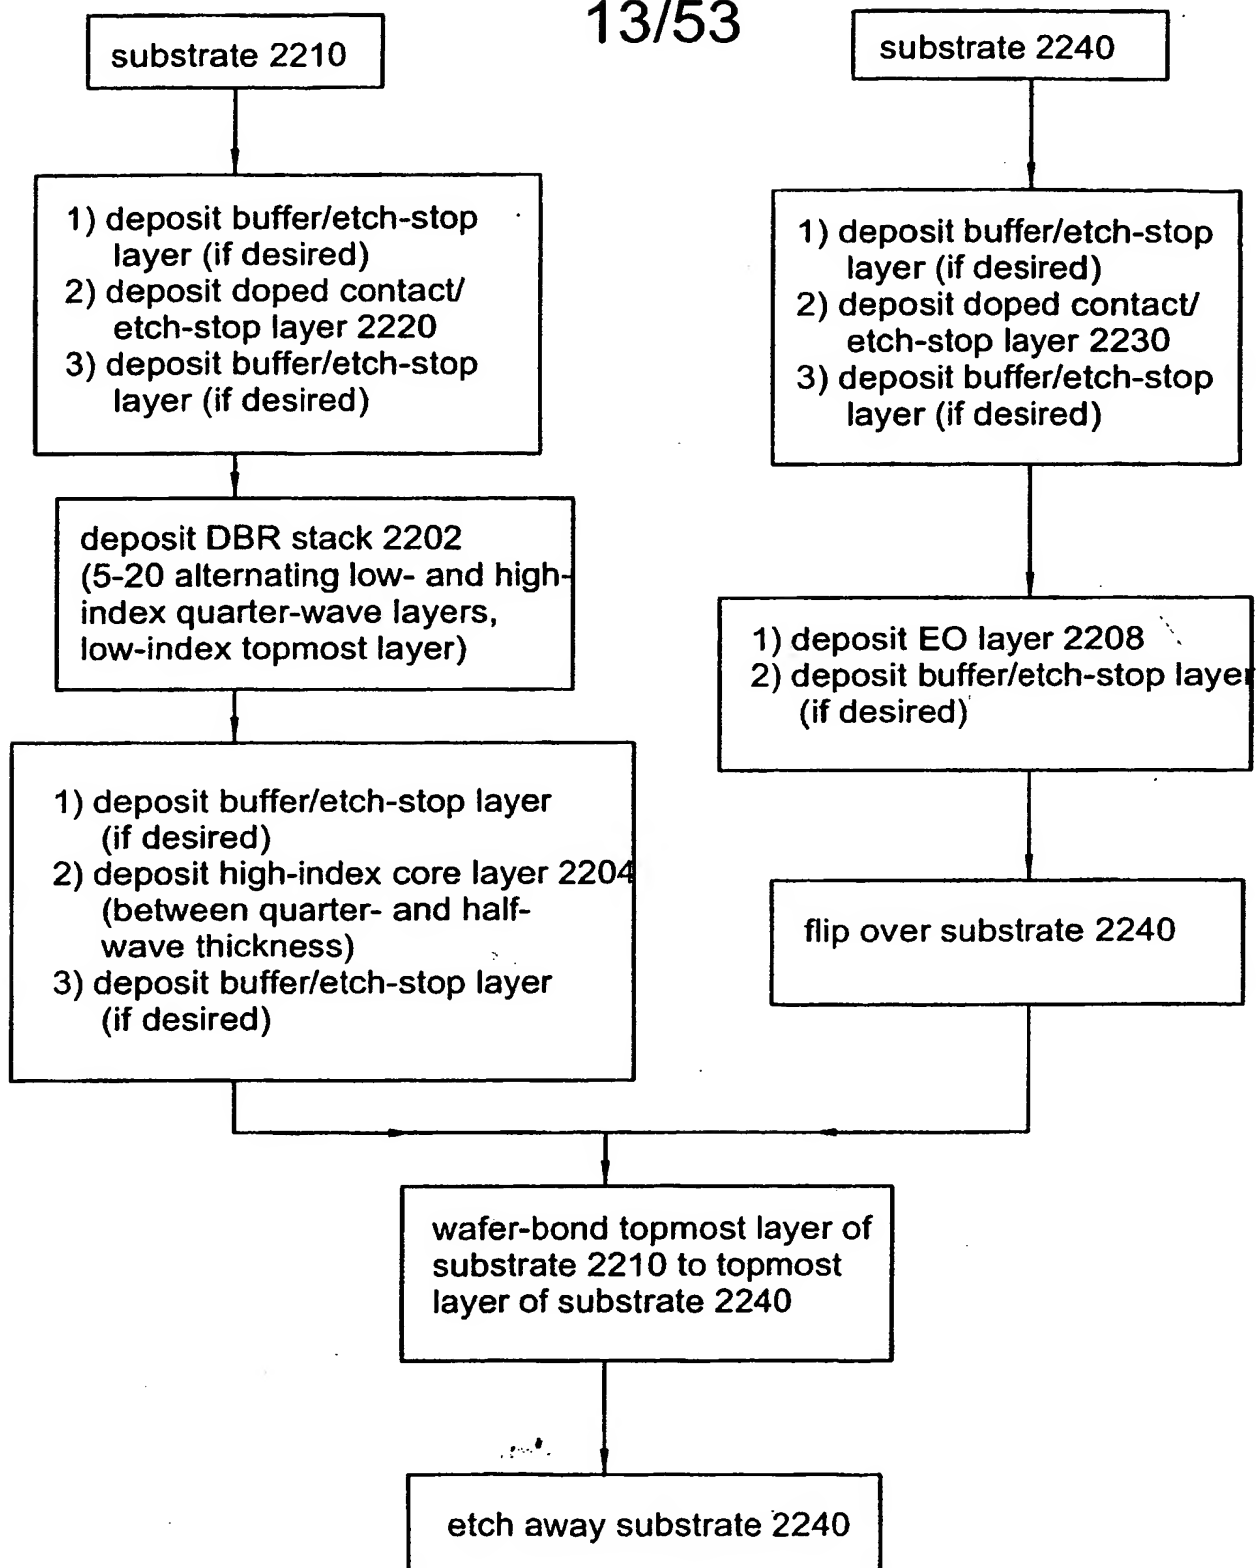 13/53
substrate 2210
1) deposit buffer/etch-stop
layer (if desired)
2) deposit doped contact/
etch-stop layer 2220
3) deposit buffer/etch-stop
layer (if desired)
deposit DBR stack 2202
(5-20 alternating low- and high-
index quarter-wave layers,
low-index topmost layer)
1) deposit buffer/etch-stop layer
(if desired)
2) deposit high-index core layer 2204
(between quarter- and half-
wave thickness)
3) deposit buffer/etch-stop layer
(if desired)
substrate 2240
1) deposit buffer/etch-stop
layer (if desired)
2) deposit doped contact/
etch-stop layer 2230
3) deposit buffer/etch-stop
layer (if desired)
1) deposit EO layer 2208
2) deposit buffer/etch-stop layer
(if desired)
flip over substrate 2240
wafer-bond topmost layer of
substrate 2210 to topmost
layer of substrate 2240
etch away substrate 2240